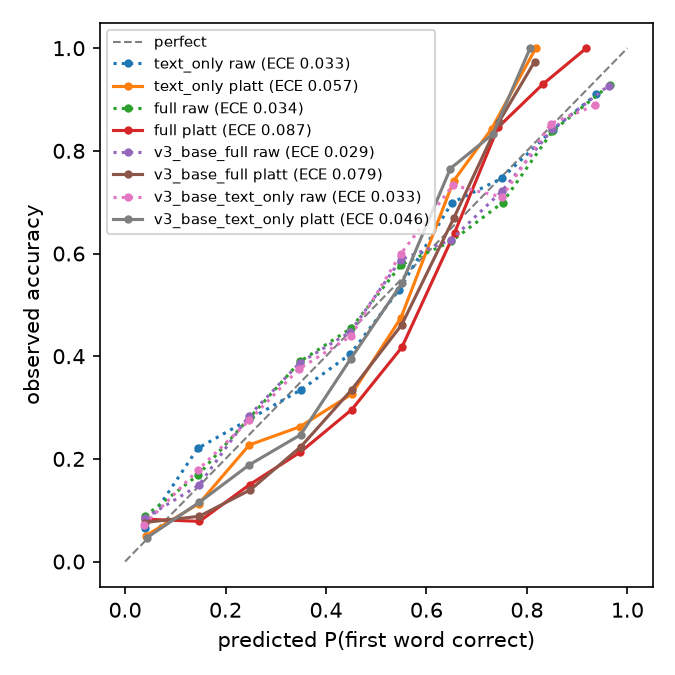 perfect
text_only raw (ECE 0.033)
text_only platt (ECE 0.057)
full raw (ECE 0.034)
full platt (ECE 0.087)
v3_base_full raw (ECE 0.029)
v3_base_full platt (ECE 0.079)
v3_base_text_only raw (ECE 0.033)
v3_base_text_only platt (ECE 0.046)
observed accuracy
1.0
0.8
0.6
0.4
0.2
0.0
0.0 0.2 0.4 0.6 0.8 1.0
predicted P(first word correct)